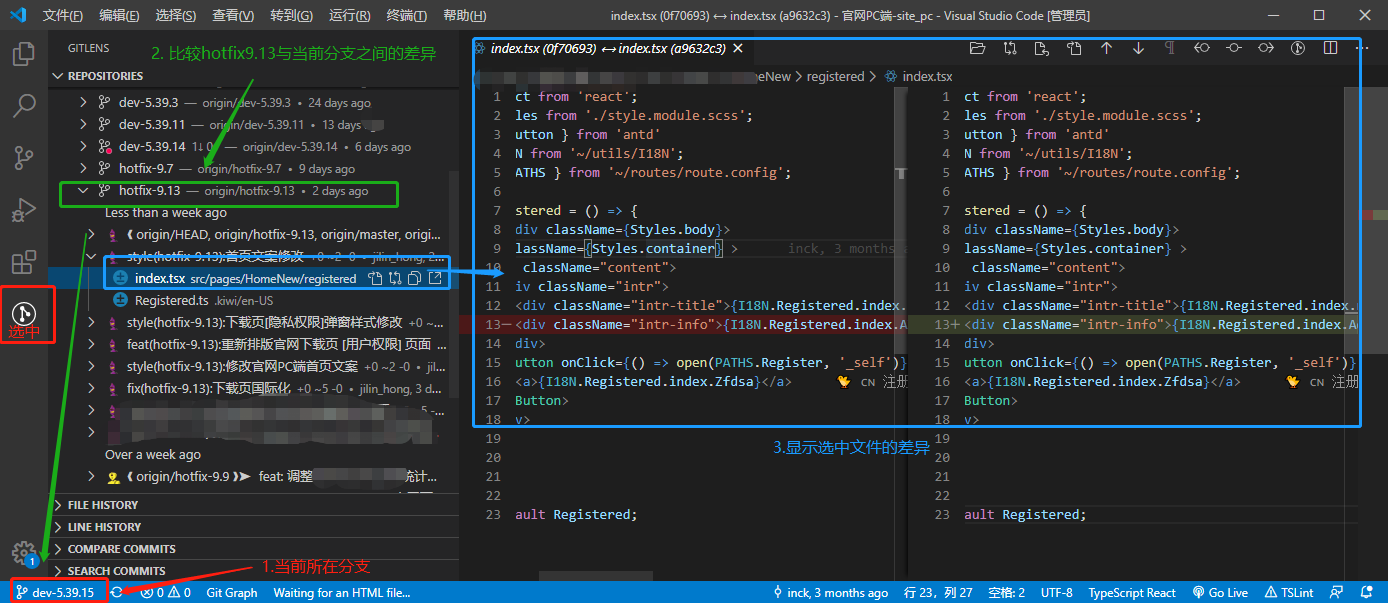 文件(F) 编辑(E) 选择(S) 查看(V) 转到(G) 运行(R) 终端(T) 帮助(H) index.tsx (0f70693) ⟷ index.tsx (a9632c3) - 官网PC端-site_pc - Visual Studio Code [管理员]
GITLENS
2. 比较hotfix9.13与当前分支之间的差异
REPOSITORIES
dev-5.39.3 — origin/dev-5.39.3 • 24 days ago
dev-5.39.11 — origin/dev-5.39.11 • 13 days
dev-5.39.14 1↓ 0 — origin/dev-5.39.14 • 6 days ago
hotfix-9.7 — origin/hotfix-9.7 • 9 days ago
hotfix-9.13 — origin/hotfix-9.13 • 2 days ago
Less than a week ago
origin/HEAD, origin/hotfix-9.13, origin/master, origi...
style(hotfix-9.13):首页文案修改 +0 ~2 -0 • jilin_hong, 2...
index.tsx src/pages/HomeNew/registered
Registered.ts .kiwi/en-US
style(hotfix-9.13):下载页[隐私权限]弹窗样式修改 +0 ~...
feat(hotfix-9.13):重新排版官网下载页 [用户权限] 页面 ...
style(hotfix-9.13):修改官网PC端首页文案 +0 ~2 -0 • jil...
fix(hotfix-9.13):下载页国际化 +0 ~5 -0 • jilin_hong, 3 d...
5 -...
Over a week ago
origin/hotfix-9.9 feat: 调整 统计...
FILE HISTORY
LINE HISTORY
COMPARE COMMITS
SEARCH COMMITS
选中
1
1.当前所在分支
index.tsx (0f70693) ⟷ index.tsx (a9632c3) ×
eNew > registered > index.tsx
1 ct from 'react';
2 les from './style.module.scss';
3 utton } from 'antd'
4 N from '~/utils/I18N';
5 ATHS } from '~/routes/route.config';
6
7 stered = () => {
8 div className={Styles.body}>
9 lassName={Styles.container} > inck, 3 months
10 className="content">
11 iv className="intr">
12 <div className="intr-title">{I18N.Registered.index.
13— <div className="intr-info">{I18N.Registered.index.A
14 div>
15 utton onClick={() => open(PATHS.Register, '_self')}
16 <a>{I18N.Registered.index.Zfdsa}</a> CN 注册
17 Button>
18 v>
19
20
21
22
23 ault Registered;
1 ct from 'react';
2 les from './style.module.scss';
3 utton } from 'antd'
4 N from '~/utils/I18N';
5 ATHS } from '~/routes/route.config';
6
7 stered = () => {
8 div className={Styles.body}>
9 lassName={Styles.container} >
10 className="content">
11 iv className="intr">
12 <div className="intr-title">{I18N.Registered.index.
13+ <div className="intr-info">{I18N.Registered.index.A
14 div>
15 utton onClick={() => open(PATHS.Register, '_self')}
16 <a>{I18N.Registered.index.Zfdsa}</a> CN 注册
17 Button>
18 v>
19
20
21
22
23 ault Registered;
3.显示选中文件的差异
dev-5.39.15 0 0 Git Graph Waiting for an HTML file... inck, 3 months ago 行 23，列 27 空格: 2 UTF-8 TypeScript React Go Live TSLint